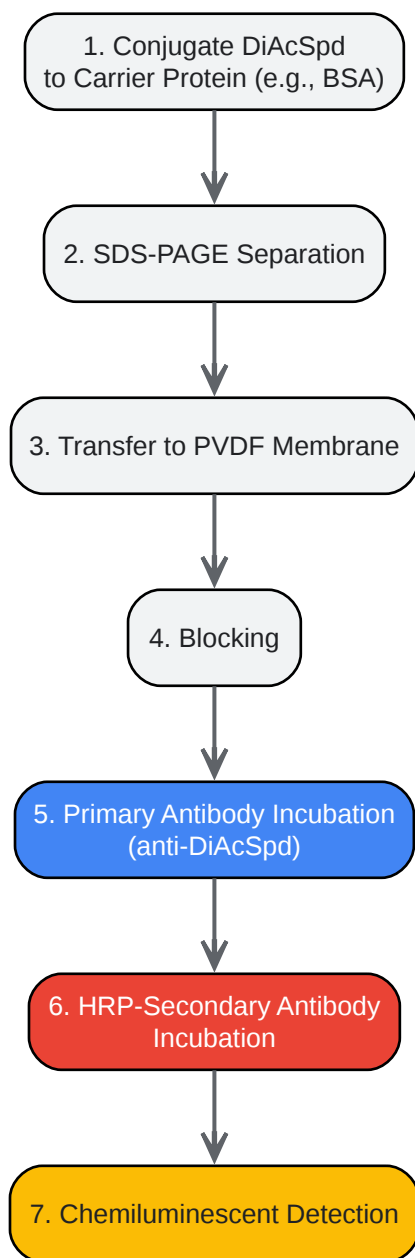 1. Conjugate DiAcSpd
to Carrier Protein (e.g., BSA)
2. SDS-PAGE Separation
3. Transfer to PVDF Membrane
4. Blocking
5. Primary Antibody Incubation
(anti-DiAcSpd)
6. HRP-Secondary Antibody
Incubation
7. Chemiluminescent Detection